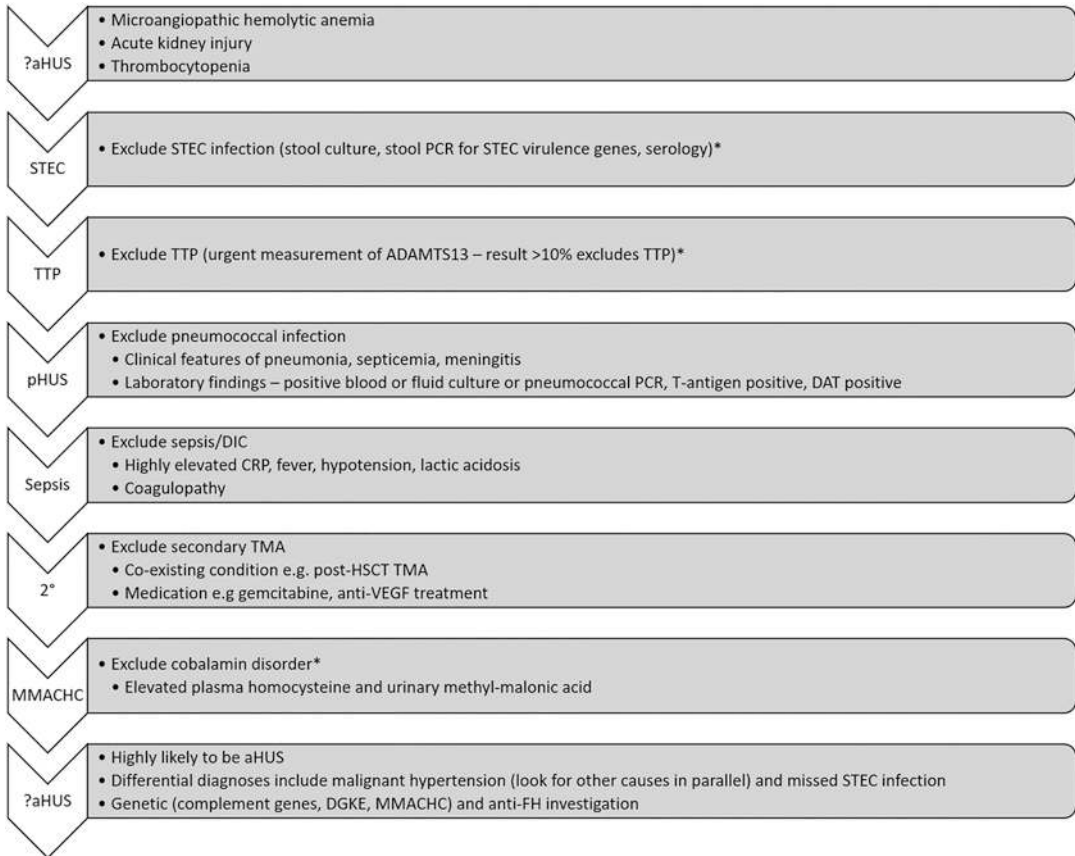 ?aHUS
• Microangiopathic hemolytic anemia
• Acute kidney injury
• Thrombocytopenia
STEC
• Exclude STEC infection (stool culture, stool PCR for STEC virulence genes, serology)*
TTP
• Exclude TTP (urgent measurement of ADAMTS13 – result >10% excludes TTP)*
pHUS
• Exclude pneumococcal infection
• Clinical features of pneumonia, septicemia, meningitis
• Laboratory findings – positive blood or fluid culture or pneumococcal PCR, T-antigen positive, DAT positive
Sepsis
• Exclude sepsis/DIC
• Highly elevated CRP, fever, hypotension, lactic acidosis
• Coagulopathy
2°
• Exclude secondary TMA
• Co-existing condition e.g. post-HSCT TMA
• Medication e.g gemcitabine, anti-VEGF treatment
MMACHC
• Exclude cobalamin disorder*
• Elevated plasma homocysteine and urinary methyl-malonic acid
?aHUS
• Highly likely to be aHUS
• Differential diagnoses include malignant hypertension (look for other causes in parallel) and missed STEC infection
• Genetic (complement genes, DGKE, MMACHC) and anti-FH investigation